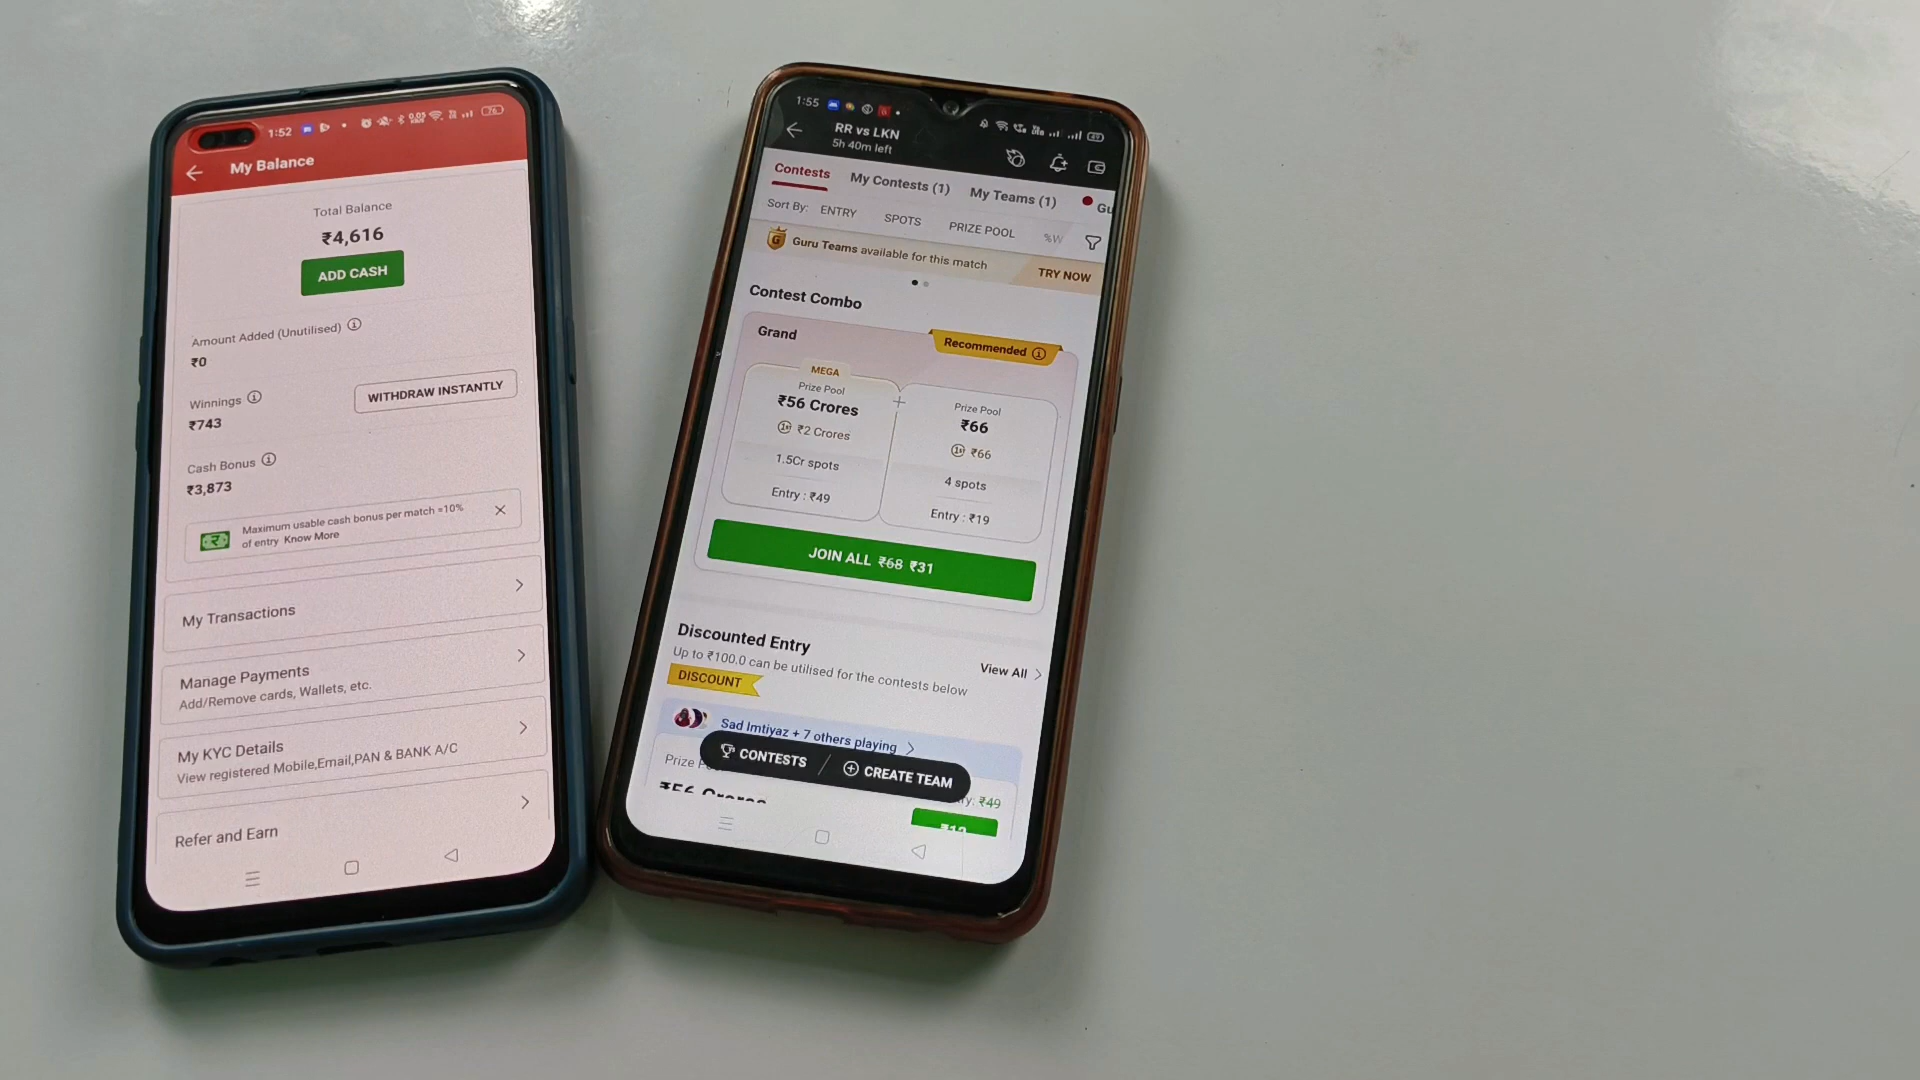 1:52
0.05
76
My Balance
Total Balance
₹4,616
ADD CASH
Amount Added (Unutilised)
₹0
Winnings
₹743
WITHDRAW INSTANTLY
Cash Bonus
₹3,873
Maximum usable cash bonus per match =10%
of entry Know More
My Transactions
Manage Payments
Add/Remove cards, Wallets, etc.
My KYC Details
View registered Mobile,Email,PAN & BANK A/C
Refer and Earn
1:55
RR vs LKN
5h 40m left
Contests My Contests (1) My Teams (1) Gu
Sort By: ENTRY SPOTS PRIZE POOL %W
Guru Teams available for this match TRY NOW
Contest Combo
Grand
Recommended
MEGA
Prize Pool
₹56 Crores
1st ₹2 Crores
1.5Cr spots
Entry : ₹49
Prize Pool
₹66
1st ₹66
4 spots
Entry : ₹19
JOIN ALL ₹68 ₹31
Discounted Entry
Up to ₹100.0 can be utilised for the contests below
View All
DISCOUNT
Sad Imtiyaz + 7 others playing
CONTESTS
CREATE TEAM
Prize P
₹56 Crores
ry: ₹49